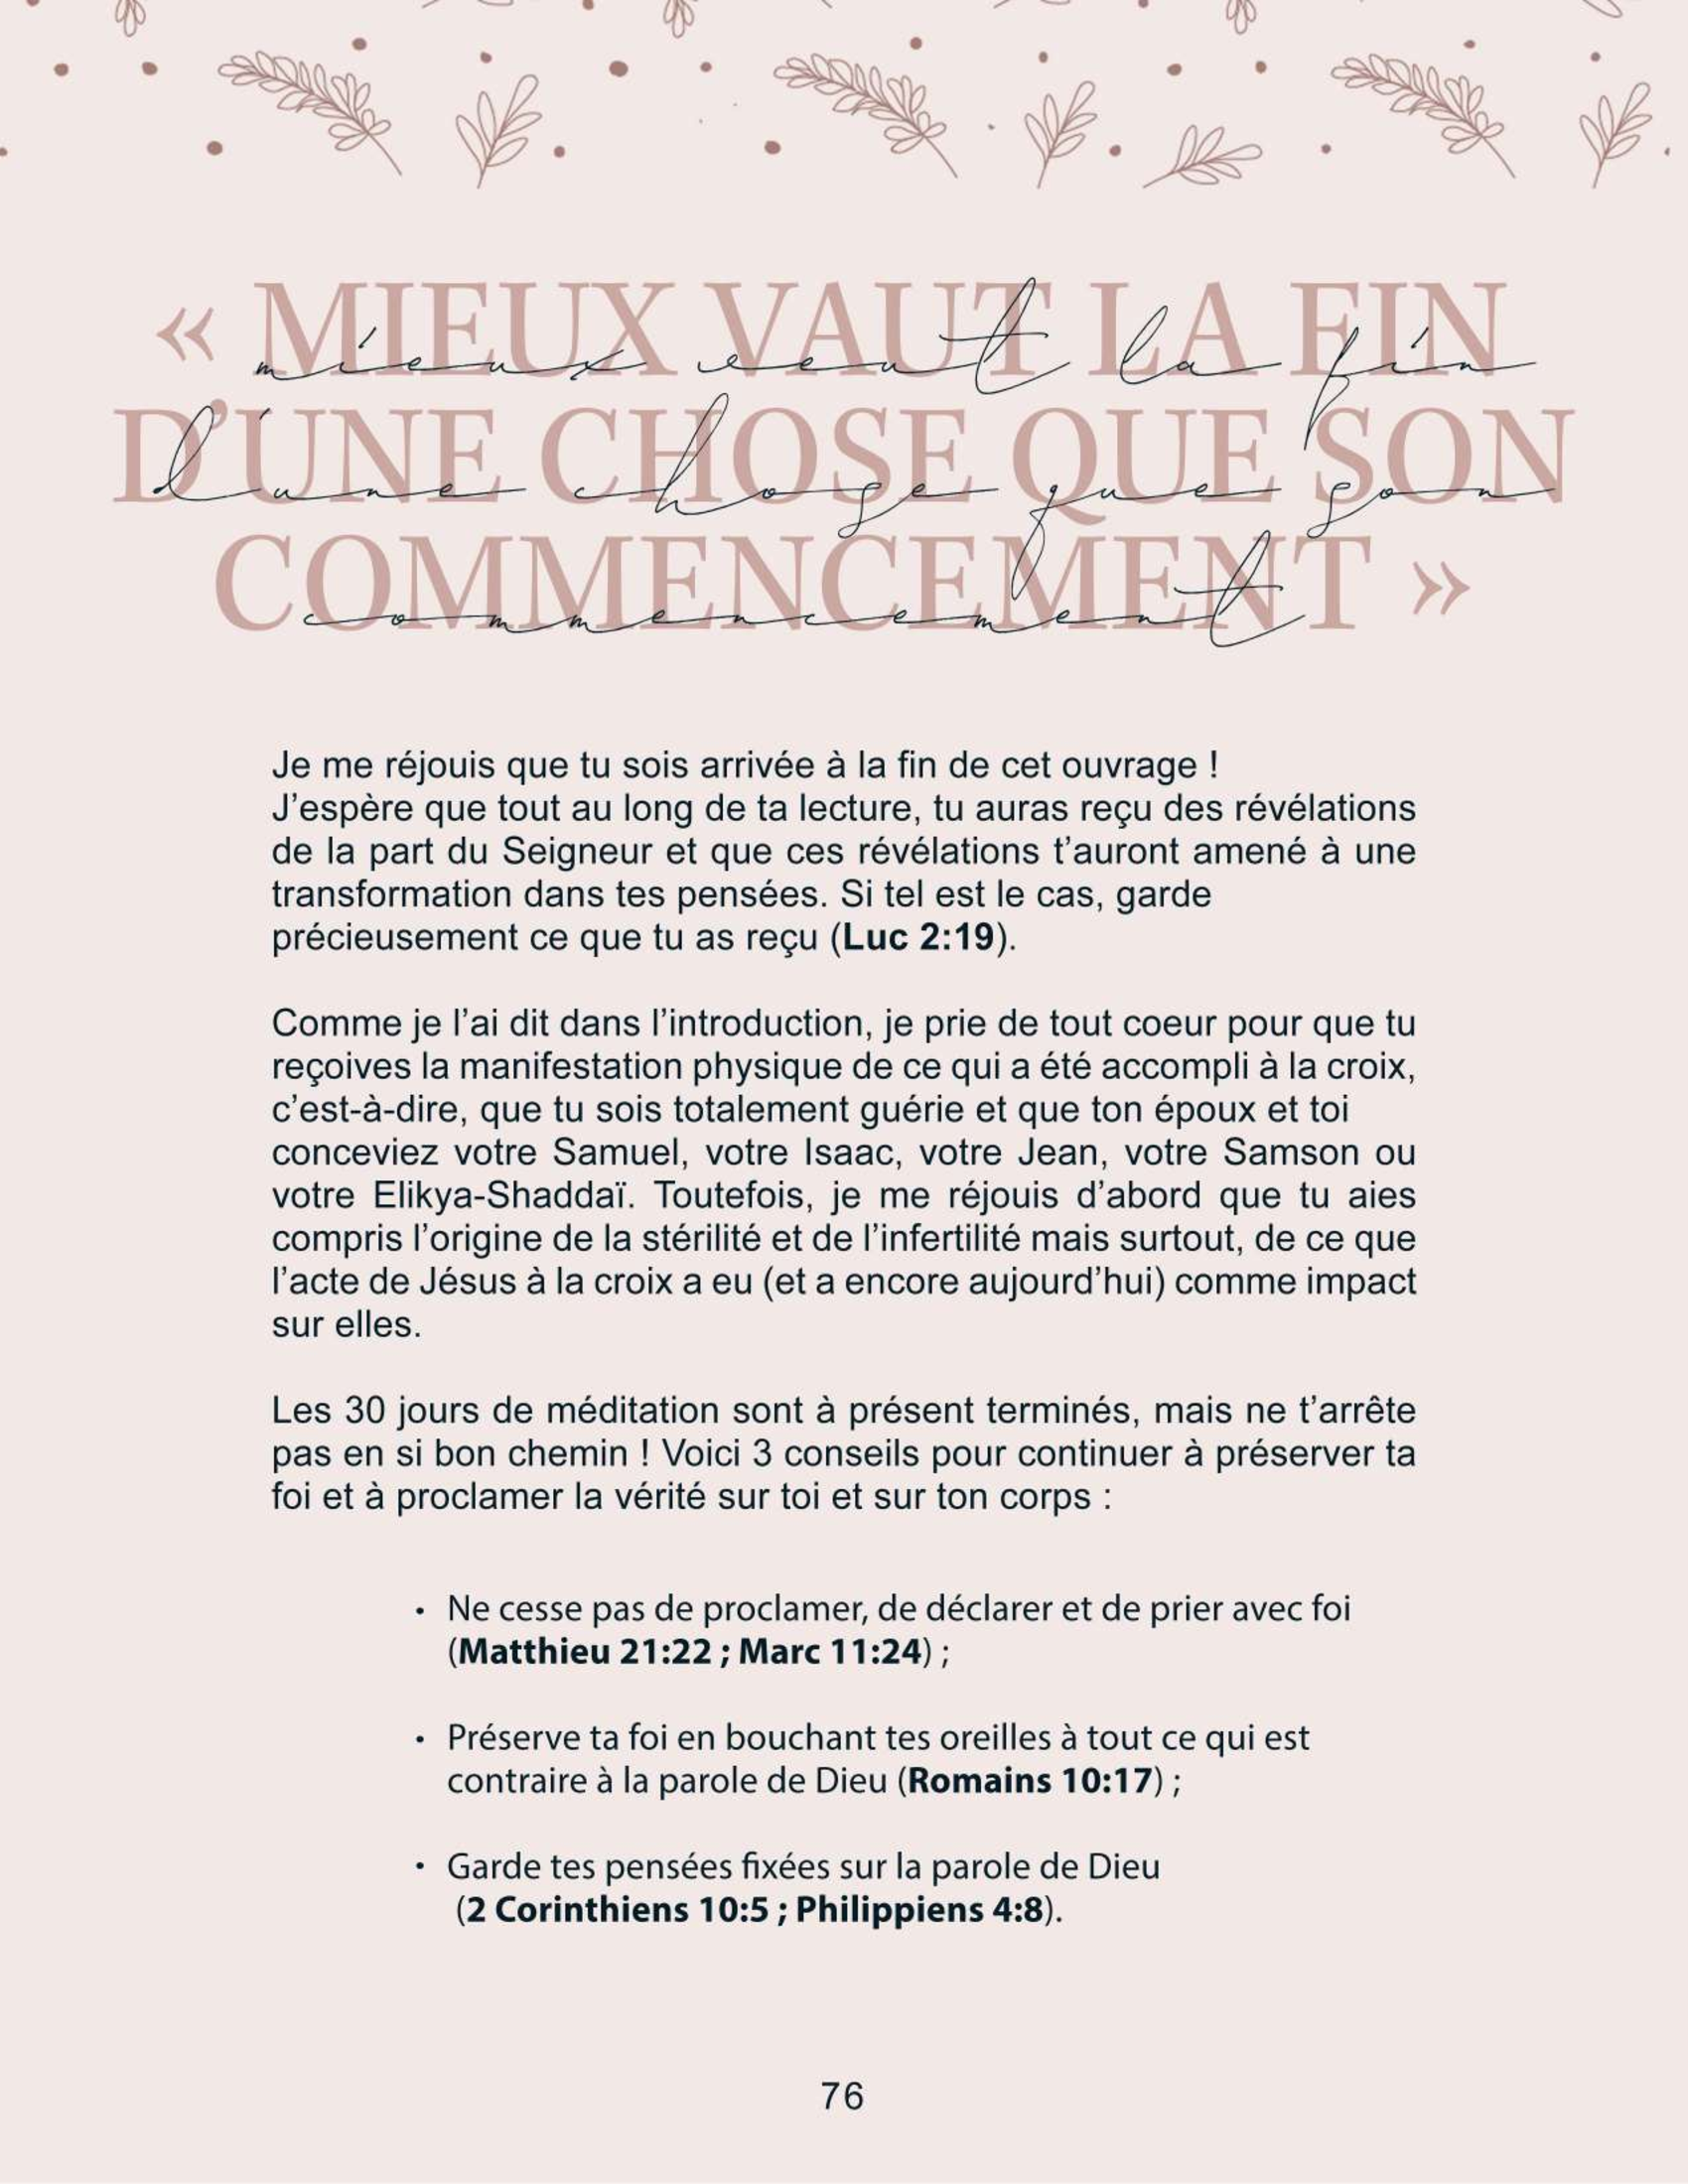 « MIEUX VAUT LA FIN
mieux veut la fin
D’UNE CHOSE QUE SON
d'une chose que son
COMMENCEMENT »
commencement
Je me réjouis que tu sois arrivée à la fin de cet ouvrage !
J’espère que tout au long de ta lecture, tu auras reçu des révélations
de la part du Seigneur et que ces révélations t’auront amené à une
transformation dans tes pensées. Si tel est le cas, garde
précieusement ce que tu as reçu (Luc 2:19).
Comme je l’ai dit dans l’introduction, je prie de tout coeur pour que tu
reçoives la manifestation physique de ce qui a été accompli à la croix,
c’est-à-dire, que tu sois totalement guérie et que ton époux et toi
conceviez votre Samuel, votre Isaac, votre Jean, votre Samson ou
votre Elikya-Shaddaï. Toutefois, je me réjouis d’abord que tu aies
compris l’origine de la stérilité et de l’infertilité mais surtout, de ce que
l’acte de Jésus à la croix a eu (et a encore aujourd’hui) comme impact
sur elles.
Les 30 jours de méditation sont à présent terminés, mais ne t’arrête
pas en si bon chemin ! Voici 3 conseils pour continuer à préserver ta
foi et à proclamer la vérité sur toi et sur ton corps :
• Ne cesse pas de proclamer, de déclarer et de prier avec foi
(Matthieu 21:22 ; Marc 11:24) ;
• Préserve ta foi en bouchant tes oreilles à tout ce qui est
contraire à la parole de Dieu (Romains 10:17) ;
• Garde tes pensées fixées sur la parole de Dieu
(2 Corinthiens 10:5 ; Philippiens 4:8).
76